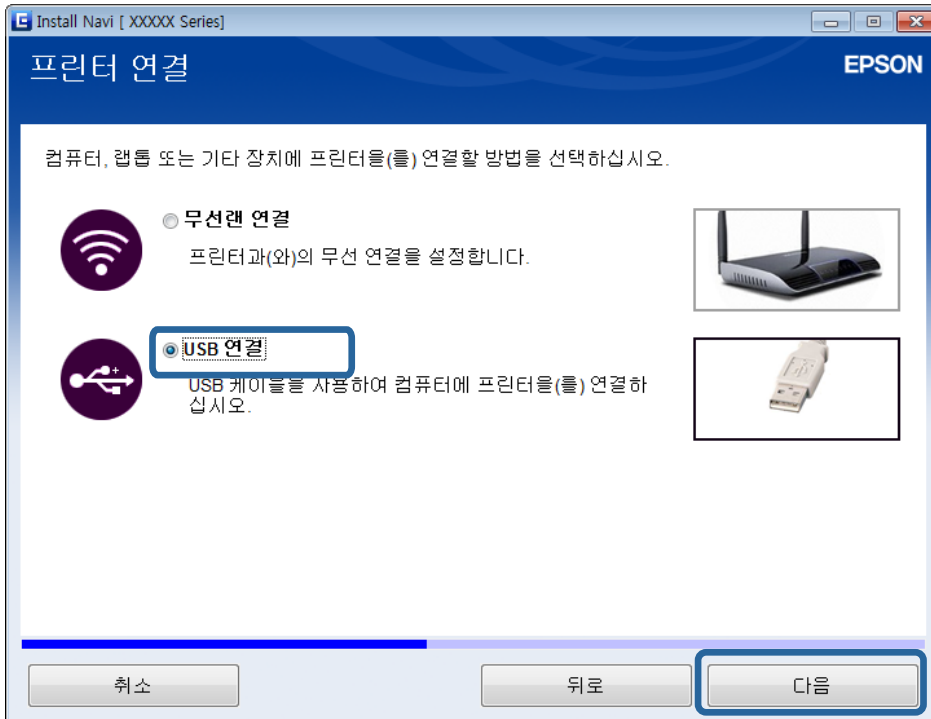 Install Navi [ XXXXX Series]
프린터 연결
EPSON
컴퓨터, 랩톱 또는 기타 장치에 프린터을(를) 연결할 방법을 선택하십시오.
무선랜 연결
프린터과(와)의 무선 연결을 설정합니다.
USB 연결
USB 케이블을 사용하여 컴퓨터에 프린터을(를) 연결하
십시오.
취소
뒤로
다음